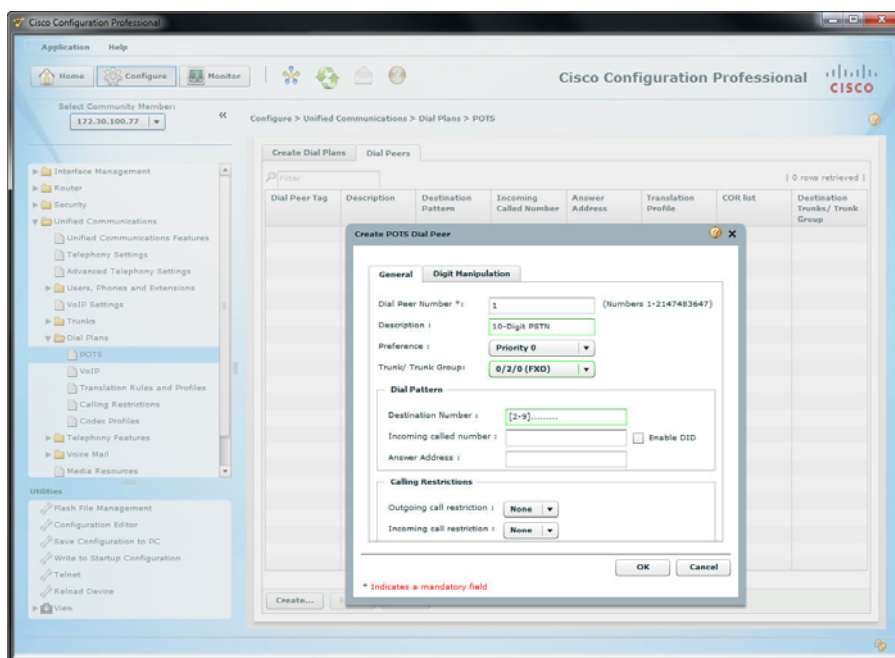 Cisco Configuration Professional
Application Help
Home Configure Monitor
Cisco Configuration Professional
CISCO
Select Community Member:
172.30.100.77
«
Configure > Unified Communications > Dial Plans > POTS
Interface Management
Router
Security
Unified Communications
Unified Communications Features
Telephony Settings
Advanced Telephony Settings
Users, Phones and Extensions
VoIP Settings
Trunks
Dial Plans
POTS
VoIP
Translation Rules and Profiles
Calling Restrictions
Codec Profiles
Telephony Features
Voice Mail
Media Resources
Utilities
Flash File Management
Configuration Editor
Save Configuration to PC
Write to Startup Configuration
Telnet
Reload Device
View
Create Dial Plans Dial Peers
Filter
[ 0 rows retrieved ]
Dial Peer Tag Description Destination Pattern Incoming Called Number Answer Address Translation Profile COR list Destination Trunks/ Trunk Group
Create POTS Dial Peer
General Digit Manipulation
Dial Peer Number *: 1 (Numbers 1-2147483647)
Description : 10-Digit PSTN
Preference : Priority 0
Trunk/ Trunk Group: 0/2/0 (FXO)
Dial Pattern
Destination Number : [2-9].........
Incoming called number : Enable DID
Answer Address :
Calling Restrictions
Outgoing call restriction : None
Incoming call restriction : None
OK Cancel
* Indicates a mandatory field
Create...